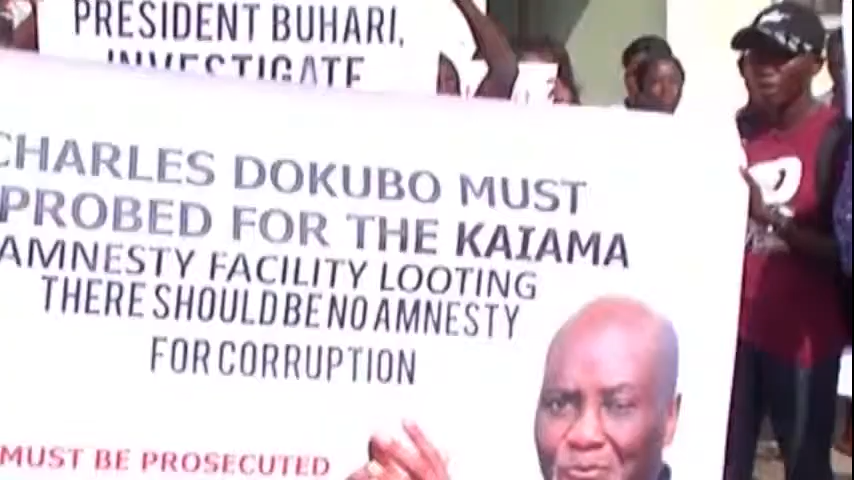 PRESIDENT BUHARI,
INVESTIGATE
CHARLES DOKUBO MUST
PROBED FOR THE KAIAMA
AMNESTY FACILITY LOOTING
THERE SHOULD BE NO AMNESTY
FOR CORRUPTION
MUST BE PROSECUTED